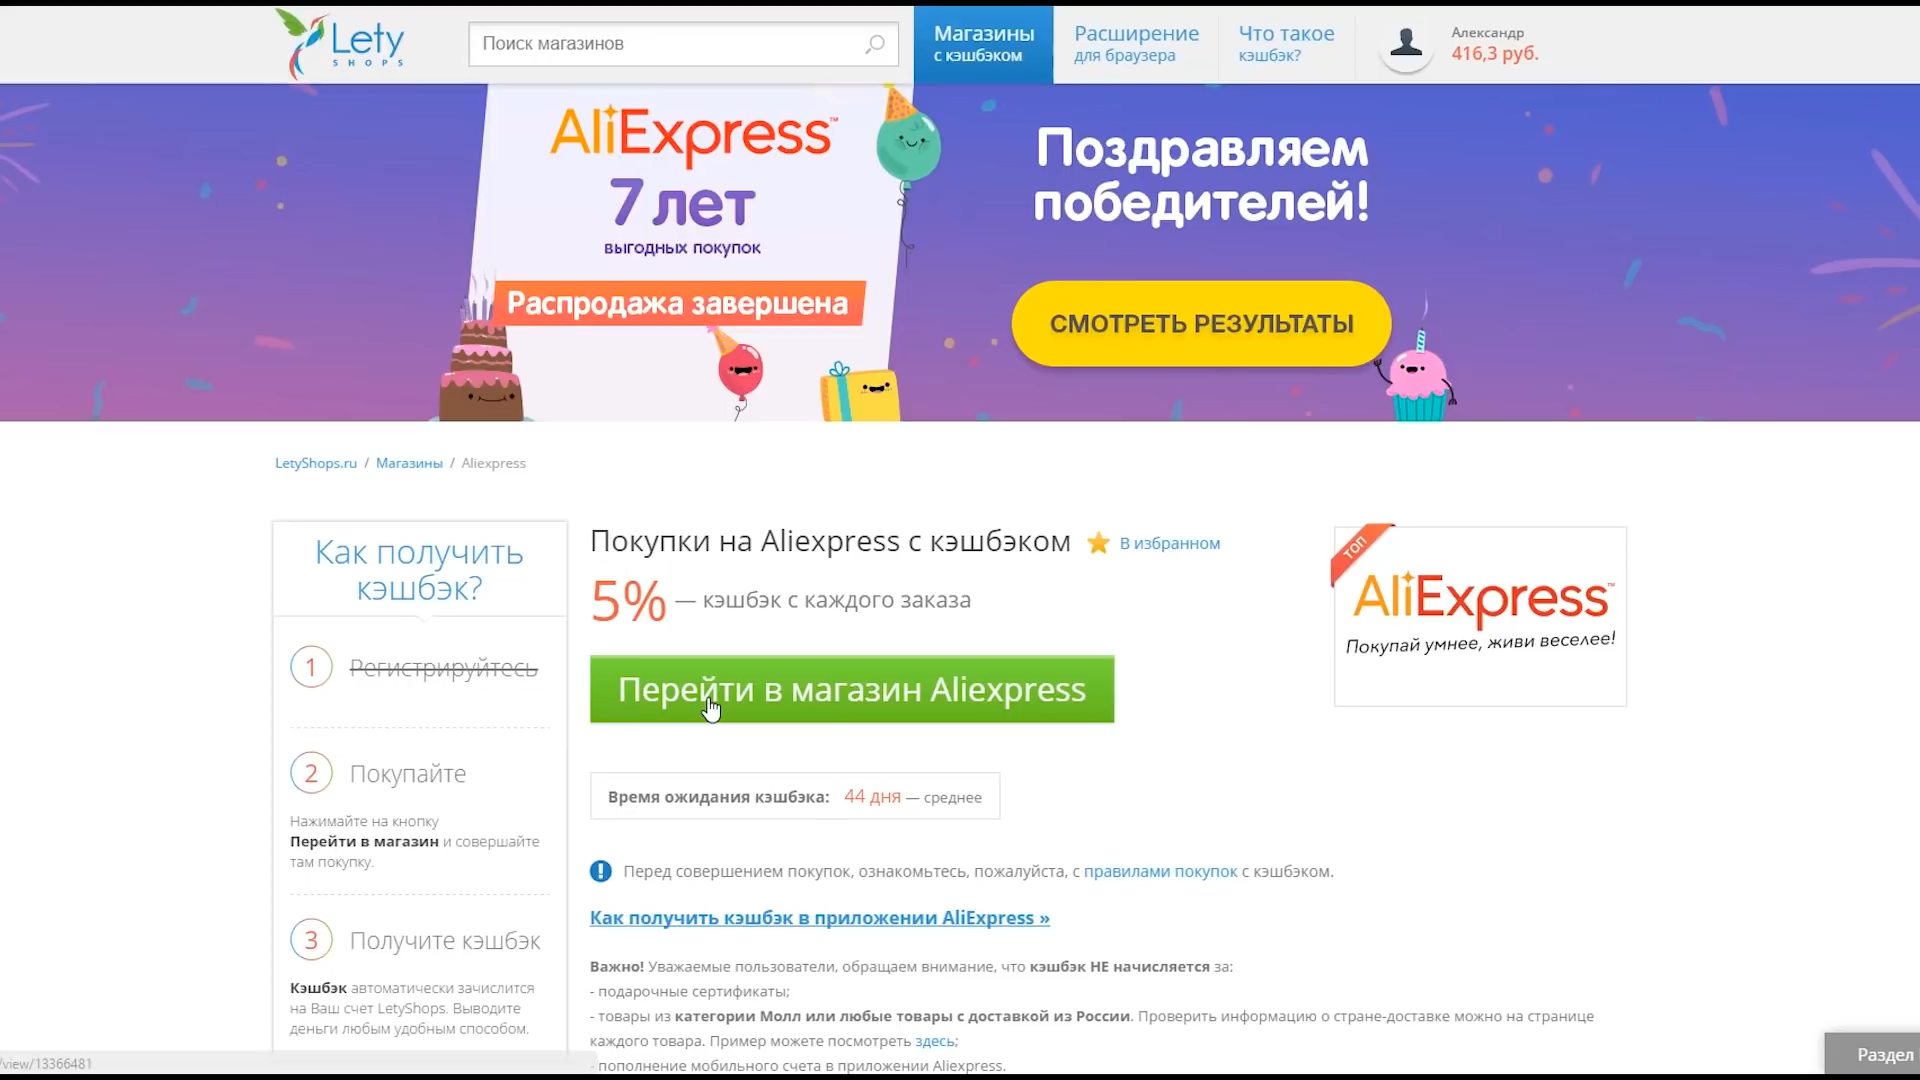 Lety
SHOPS
Поиск магазинов
Магазины
с кэшбэком
Расширение
для браузера
Что такое
кэшбэк?
Александр
416,3 руб.
AliExpress™
7 лет
выгодных покупок
Распродажа завершена
Поздравляем
победителей!
СМОТРЕТЬ РЕЗУЛЬТАТЫ
LetyShops.ru / Магазины / Aliexpress
Как получить
кэшбэк?
1 Регистрируйтесь
2 Покупайте
Нажимайте на кнопку
Перейти в магазин и совершайте
там покупку.
3 Получите кэшбэк
Кэшбэк автоматически зачислится
на Ваш счет LetyShops. Выводите
деньги любым удобным способом.
Покупки на Aliexpress с кэшбэком
В избранном
5% — кэшбэк с каждого заказа
Перейти в магазин Aliexpress
Время ожидания кэшбэка: 44 дня — среднее
Перед совершением покупок, ознакомьтесь, пожалуйста, с правилами покупок с кэшбэком.
Как получить кэшбэк в приложении AliExpress »
Важно! Уважаемые пользователи, обращаем внимание, что кэшбэк НЕ начисляется за:
- подарочные сертификаты;
- товары из категории Молл или любые товары с доставкой из России. Проверить информацию о стране-доставке можно на странице
каждого товара. Пример можете посмотреть здесь;
- пополнение мобильного счета в приложении Aliexpress.
ТОП
AliExpress™
Покупай умнее, живи веселее!
/view/13366481
Раздел